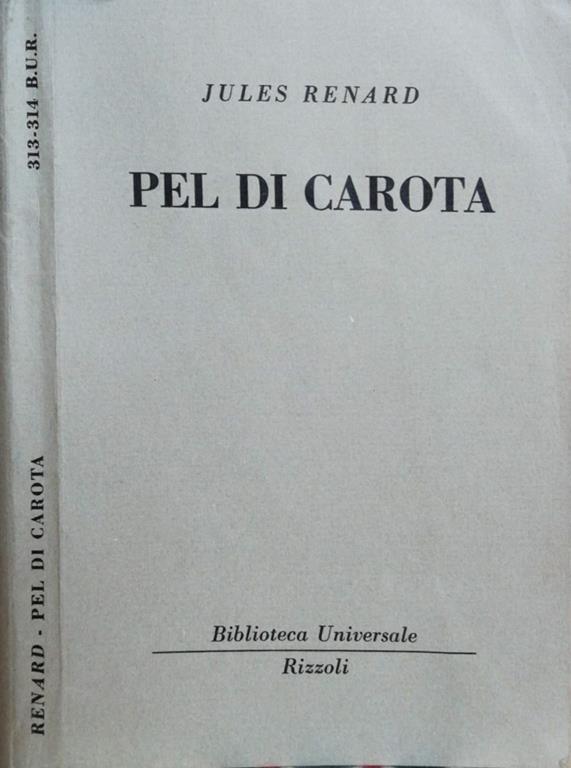 JULES RENARD
PEL DI CAROTA
Biblioteca Universale
Rizzoli
RENARD - PEL DI CAROTA
313-314 B.U.R.